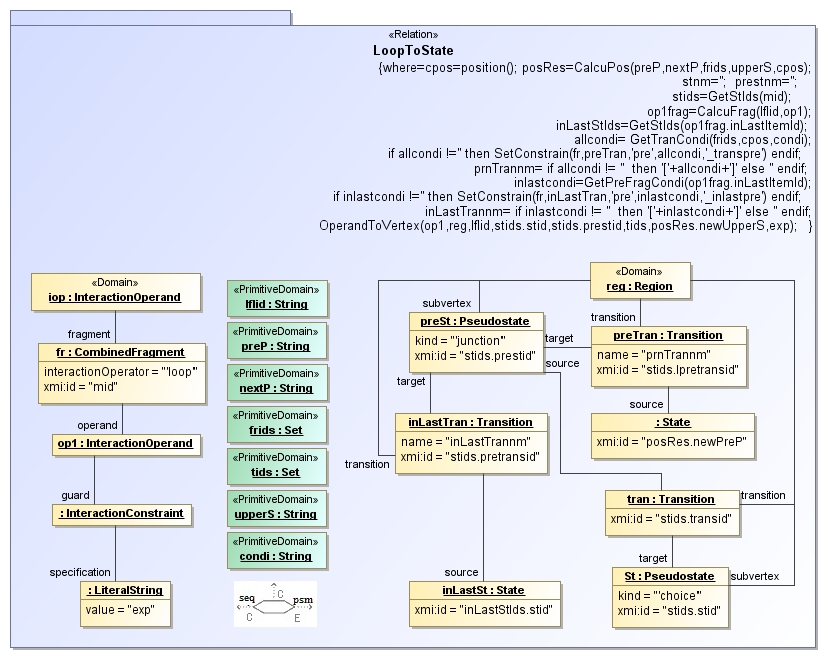 «Relation»
LoopToState
{where=cpos=position(); posRes=CalcuPos(preP,nextP,frids,upperS,cpos);
stnm=''; prestnm='';
stids=GetStIds(mid);
op1frag=CalcuFrag(lflid,op1);
inLastStIds=GetStIds(op1frag.inLastItemId);
allcondi= GetTranCondi(frids,cpos,condi);
if allcondi !='' then SetConstrain(fr,preTran,'pre',allcondi,'_transpre') endif;
prnTrannm= if allcondi != '' then '['+allcondi+']' else '' endif;
inlastcondi=GetPreFragCondi(op1frag.inLastItemId);
if inlastcondi !='' then SetConstrain(fr,inLastTran,'pre',inlastcondi,'_inlastpre') endif;
inLastTrannm= if inlastcondi != '' then '['+inlastcondi+']' else '' endif;
OperandToVertex(op1,reg,lflid,stids.stid,stids.prestid,tids,posRes.newUpperS,exp); }
«Domain»
iop : InteractionOperand
fragment
fr : CombinedFragment
interactionOperator = "'loop'"
xmi:id = "mid"
operand
op1 : InteractionOperand
guard
: InteractionConstraint
specification
: LiteralString
value = "exp"
«PrimitiveDomain»
lflid : String
«PrimitiveDomain»
preP : String
«PrimitiveDomain»
nextP : String
«PrimitiveDomain»
frids : Set
«PrimitiveDomain»
tids : Set
«PrimitiveDomain»
upperS : String
«PrimitiveDomain»
condi : String
seq
C
psm
C
E
«Domain»
reg : Region
subvertex
transition
preSt : Pseudostate
kind = "'junction'"
xmi:id = "stids.prestid"
target
source
preTran : Transition
name = "prnTrannm"
xmi:id = "stids.lpretransid"
target
source
inLastTran : Transition
name = "inLastTrannm"
xmi:id = "stids.pretransid"
transition
: State
xmi:id = "posRes.newPreP"
tran : Transition
xmi:id = "stids.transid"
transition
target
source
inLastSt : State
xmi:id = "inLastStIds.stid"
St : Pseudostate
kind = "'choice'"
xmi:id = "stids.stid"
subvertex